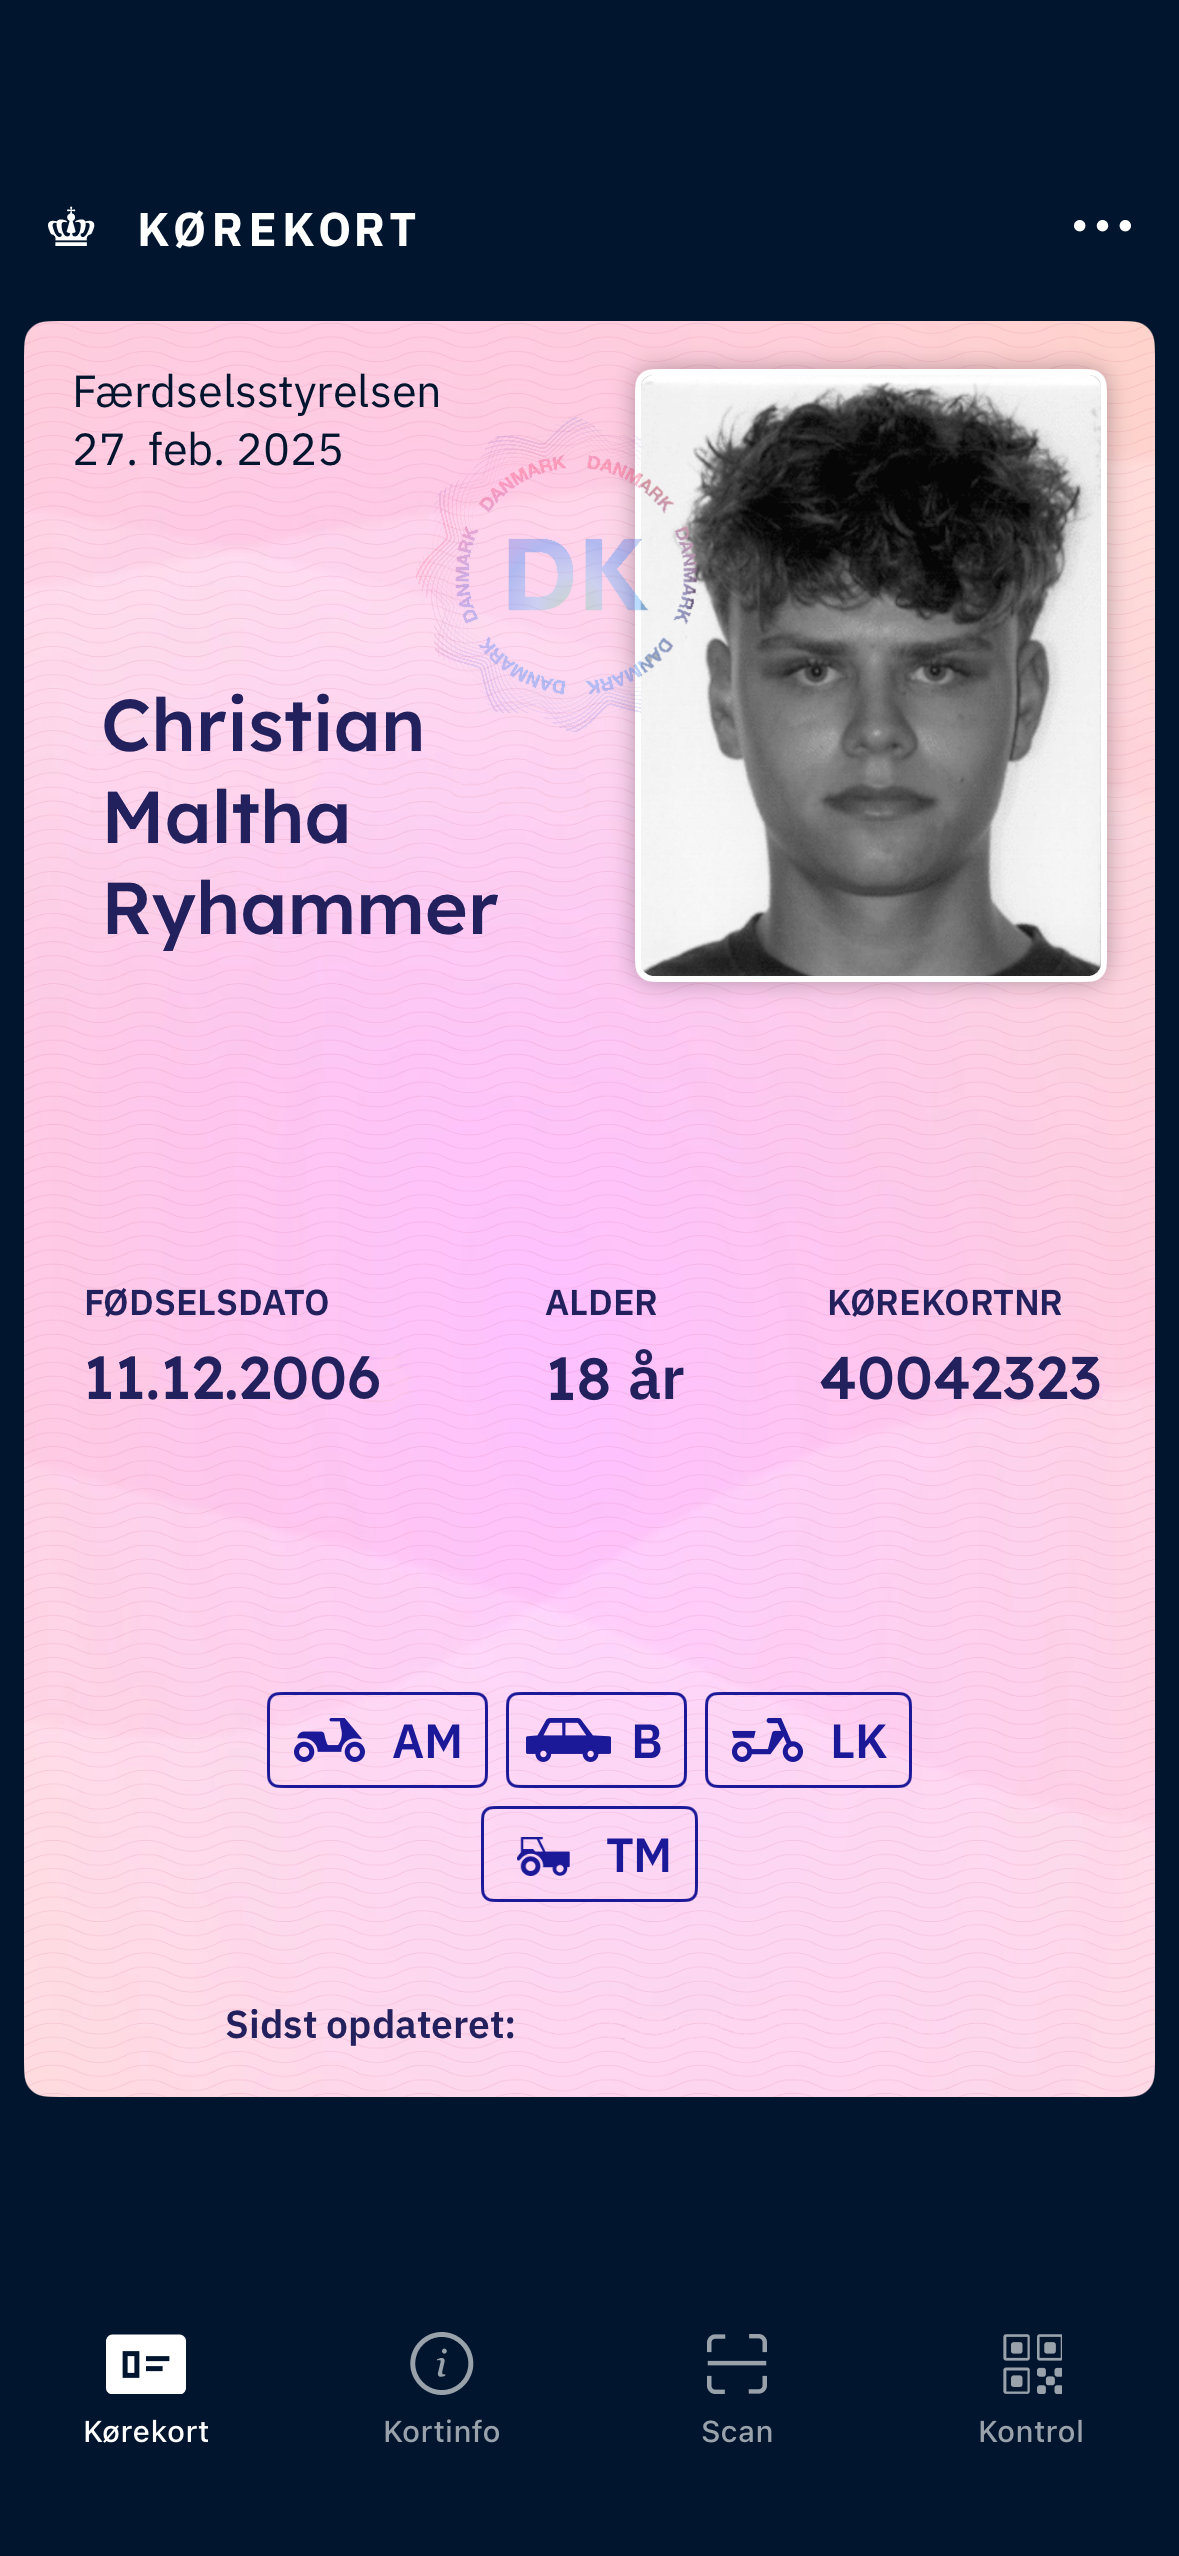 KØREKORT
Færdselsstyrelsen
27. feb. 2025
DANMARK DANMARK DANMARK DANMARK DANMARK DANMARK DANMARK
DK
Christian
Maltha
Ryhammer
FØDSELSDATO ALDER KØREKORTNR
11.12.2006 18 år 40042323
AM B LK
TM
Sidst opdateret:
Kørekort Kortinfo Scan Kontrol